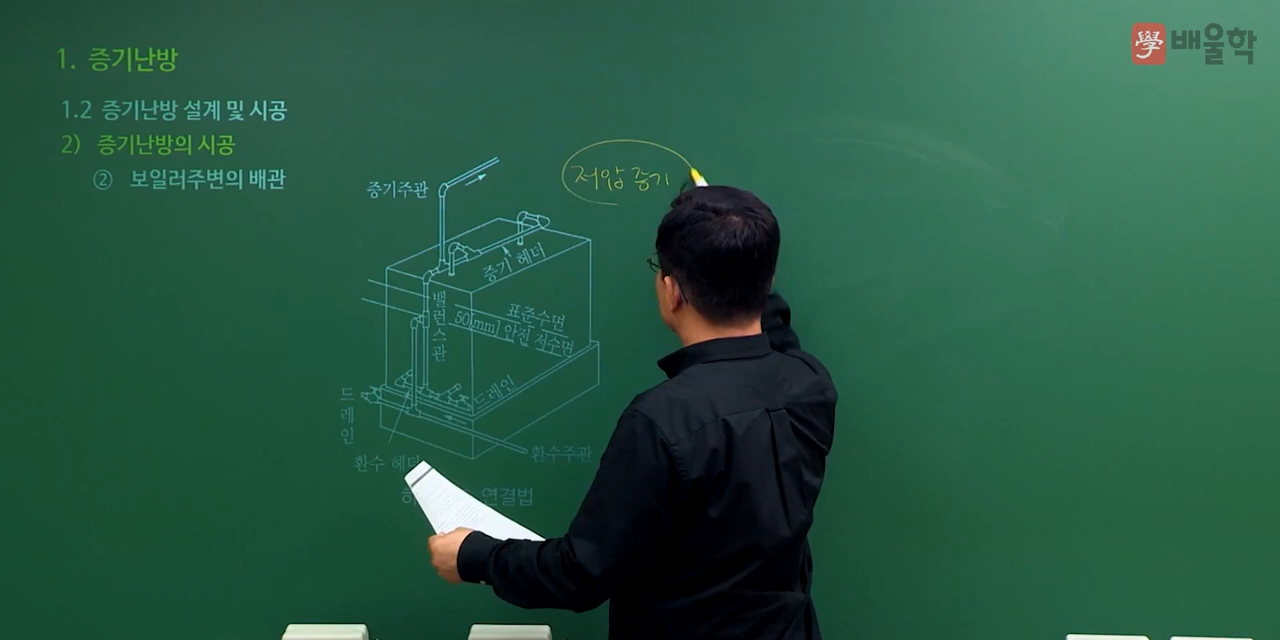 學 배울학
1. 증기난방
1.2 증기난방 설계 및 시공
2) 증기난방의 시공
② 보일러주변의 배관
저압증기
증기주관
증기 헤더
밸런스관
표준수면
50[mm] 안전 저수면
드레인
드레인
환수주관
환수 헤더
연결법